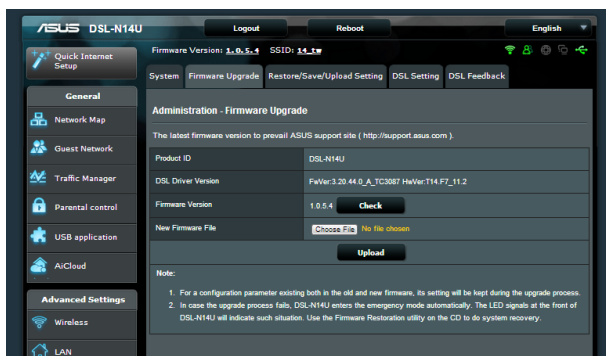 ASUS DSL-N14U Logout Reboot English
Quick Internet Setup
Firmware Version: 1.0.5.4 SSID: 14_tw
System Firmware Upgrade Restore/Save/Upload Setting DSL Setting DSL Feedback
General
Network Map
Guest Network
Traffic Manager
Parental control
USB application
AiCloud
Advanced Settings
Wireless
LAN
Administration - Firmware Upgrade
The latest firmware version to prevail ASUS support site ( http://support.asus.com ).
Product ID DSL-N14U
DSL Driver Version FwVer:3.20.44.0_A_TC3087 HwVer:T14.F7_11.2
Firmware Version 1.0.5.4 Check
New Firmware File Choose File No file chosen
Upload
Note:
1. For a configuration parameter existing both in the old and new firmware, its setting will be kept during the upgrade process.
2. In case the upgrade process fails, DSL-N14U enters the emergency mode automatically. The LED signals at the front of
DSL-N14U will indicate such situation. Use the Firmware Restoration utility on the CD to do system recovery.